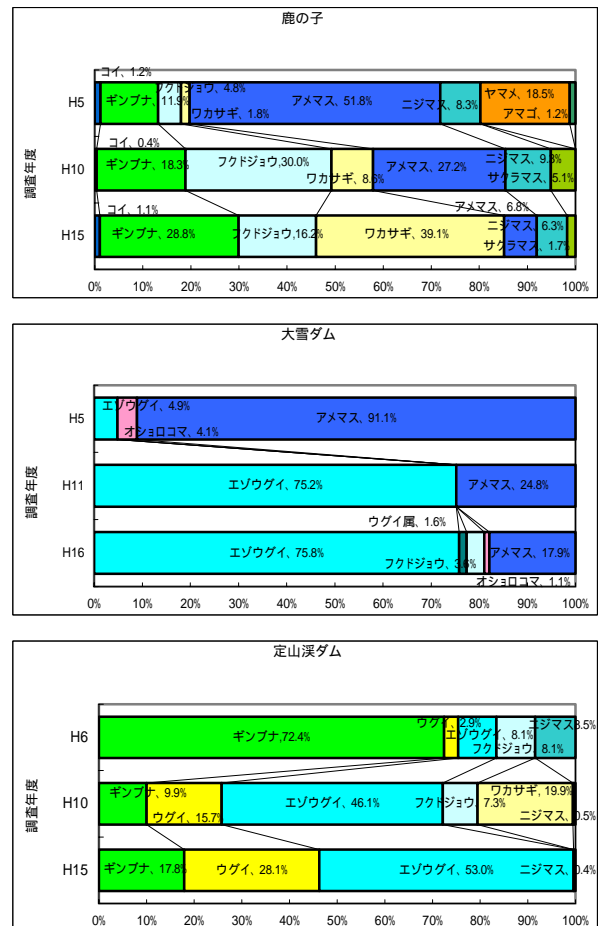 鹿の子
調査年度
H5
コイ、1.2%
ギンブナ、11.9%
フクドジョウ、4.8%
ワカサギ、1.8%
アメマス、51.8%
ニジマス、8.3%
ヤマメ、18.5%
アマゴ、1.2%
H10
コイ、0.4%
ギンブナ、18.3%
フクドジョウ,30.0%
ワカサギ、8.6%
アメマス、27.2%
ニジマス、9.3%
サクラマス、5.1%
H15
コイ、1.1%
ギンブナ、28.8%
フクドジョウ,16.2%
ワカサギ、39.1%
アメマス、6.8%
ニジマス、6.3%
サクラマス、1.7%
0% 10% 20% 30% 40% 50% 60% 70% 80% 90% 100%
大雪ダム
調査年度
H5
エゾウグイ、4.9%
オショロコマ、4.1%
アメマス、91.1%
H11
エゾウグイ、75.2%
アメマス、24.8%
H16
エゾウグイ、75.8%
ウグイ属、1.6%
フクドジョウ、3.6%
オショロコマ、1.1%
アメマス、17.9%
0% 10% 20% 30% 40% 50% 60% 70% 80% 90% 100%
定山渓ダム
調査年度
H6
ギンブナ,72.4%
ウグイ、2.9%
エゾウグイ、8.1%
フクドジョウ、8.1%
ニジマス、8.5%
H10
ギンブナ、9.9%
ウグイ、15.7%
エゾウグイ、46.1%
フクドジョウ、7.3%
ワカサギ、19.9%
ニジマス、0.5%
H15
ギンブナ、17.8%
ウグイ、28.1%
エゾウグイ、53.0%
ニジマス、0.4%
0% 10% 20% 30% 40% 50% 60% 70% 80% 90% 100%